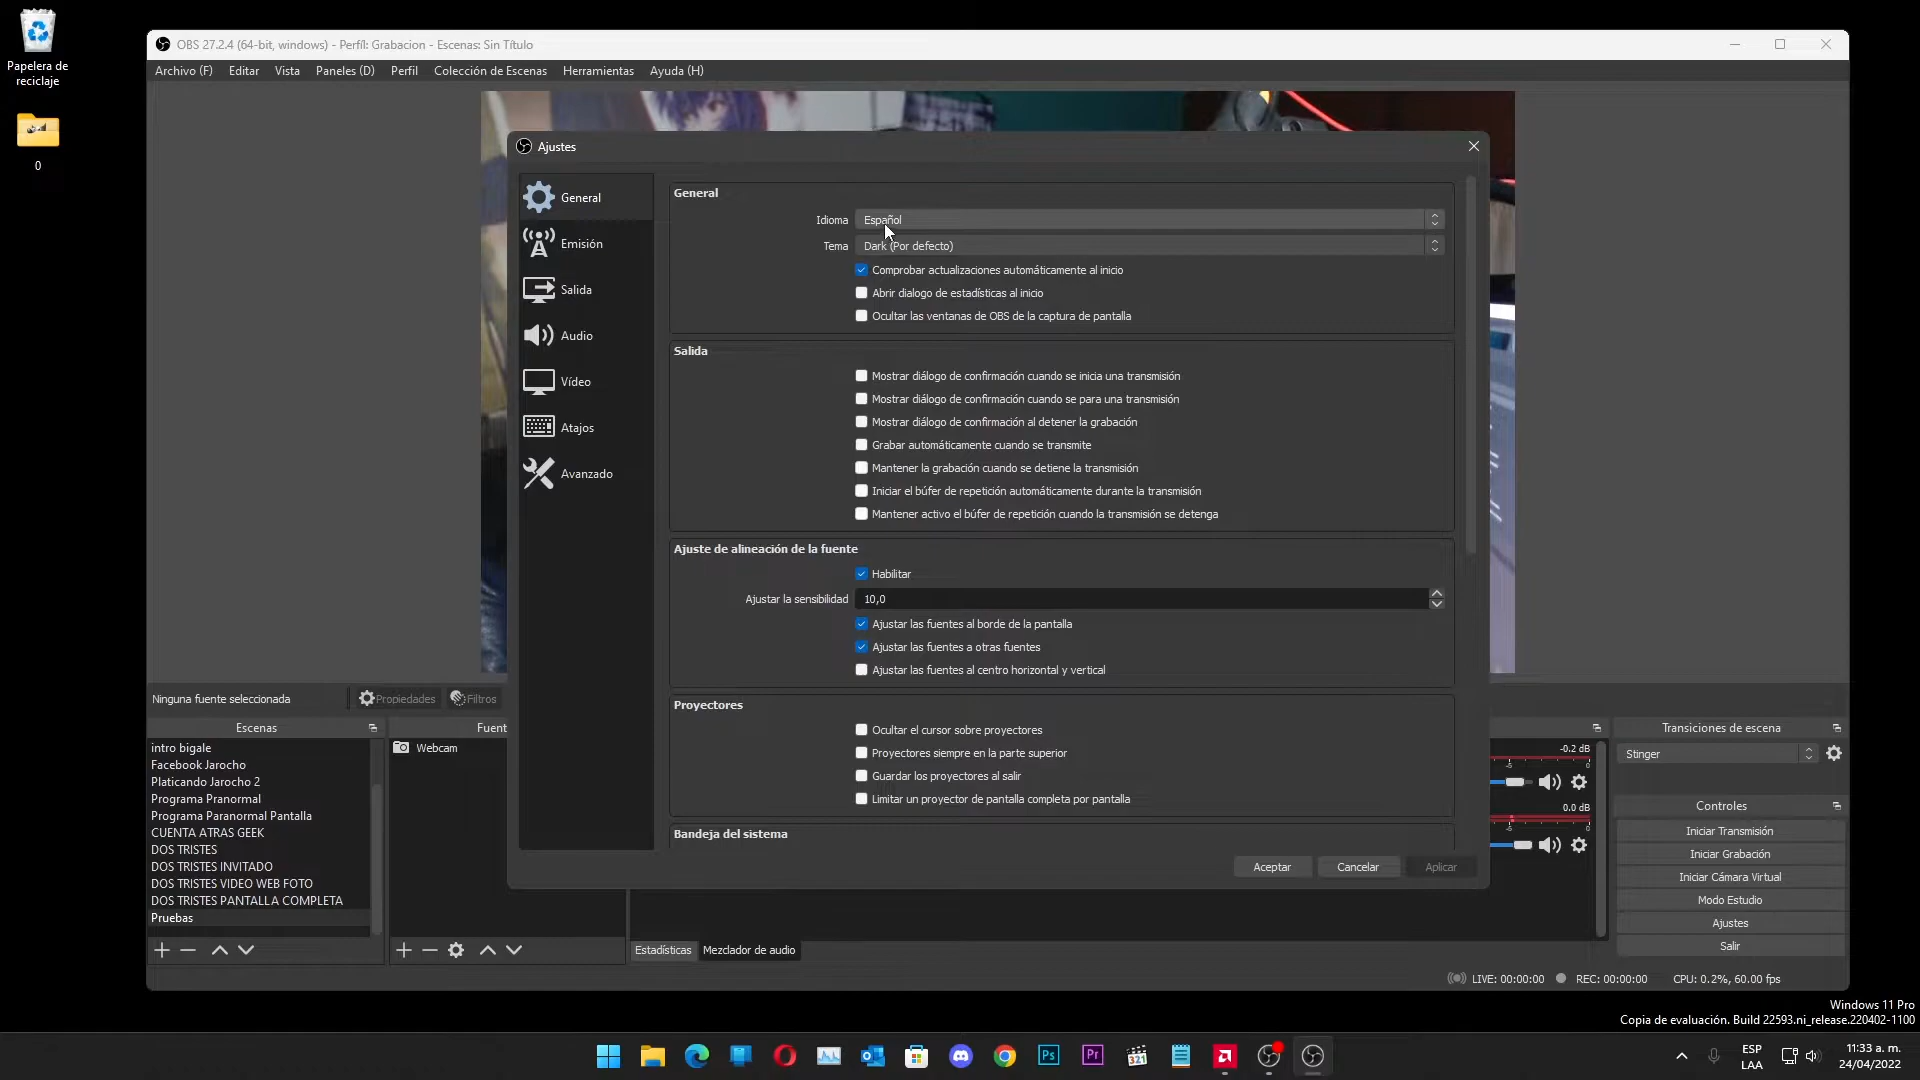 Papelera de
reciclaje
0
OBS 27.2.4 (64-bit, windows) - Perfil: Grabacion - Escenas: Sin Título
Archivo (F) Editar Vista Paneles (D) Perfil Colección de Escenas Herramientas Ayuda (H)
Ajustes
General
Emisión
Salida
Audio
Vídeo
Atajos
Avanzado
General
Idioma Español
Tema Dark (Por defecto)
Comprobar actualizaciones automáticamente al inicio
Abrir dialogo de estadísticas al inicio
Ocultar las ventanas de OBS de la captura de pantalla
Salida
Mostrar diálogo de confirmación cuando se inicia una transmisión
Mostrar diálogo de confirmación cuando se para una transmisión
Mostrar diálogo de confirmación al detener la grabación
Grabar automáticamente cuando se transmite
Mantener la grabación cuando se detiene la transmisión
Iniciar el búfer de repetición automáticamente durante la transmisión
Mantener activo el búfer de repetición cuando la transmisión se detenga
Ajuste de alineación de la fuente
Habilitar
Ajustar la sensibilidad 10,0
Ajustar las fuentes al borde de la pantalla
Ajustar las fuentes a otras fuentes
Ajustar las fuentes al centro horizontal y vertical
Proyectores
Ocultar el cursor sobre proyectores
Proyectores siempre en la parte superior
Guardar los proyectores al salir
Limitar un proyector de pantalla completa por pantalla
Bandeja del sistema
Aceptar Cancelar Aplicar
Ninguna fuente seleccionada Propiedades Filtros
Escenas
intro bigale
Facebook Jarocho
Platicando Jarocho 2
Programa Pranormal
Programa Paranormal Pantalla
CUENTA ATRAS GEEK
DOS TRISTES
DOS TRISTES INVITADO
DOS TRISTES VIDEO WEB FOTO
DOS TRISTES PANTALLA COMPLETA
Pruebas
Fuent
Webcam
Estadísticas Mezclador de audio
-0.2 dB
-5 0
0.0 dB
-5 0
Transiciones de escena
Stinger
Controles
Iniciar Transmisión
Iniciar Grabación
Iniciar Cámara Virtual
Modo Estudio
Ajustes
Salir
LIVE: 00:00:00 REC: 00:00:00 CPU: 0.2%, 60.00 fps
Windows 11 Pro
Copia de evaluación. Build 22593.ni_release.220402-1100
Ps
Pr
321
ESP
LAA
11:33 a. m.
24/04/2022